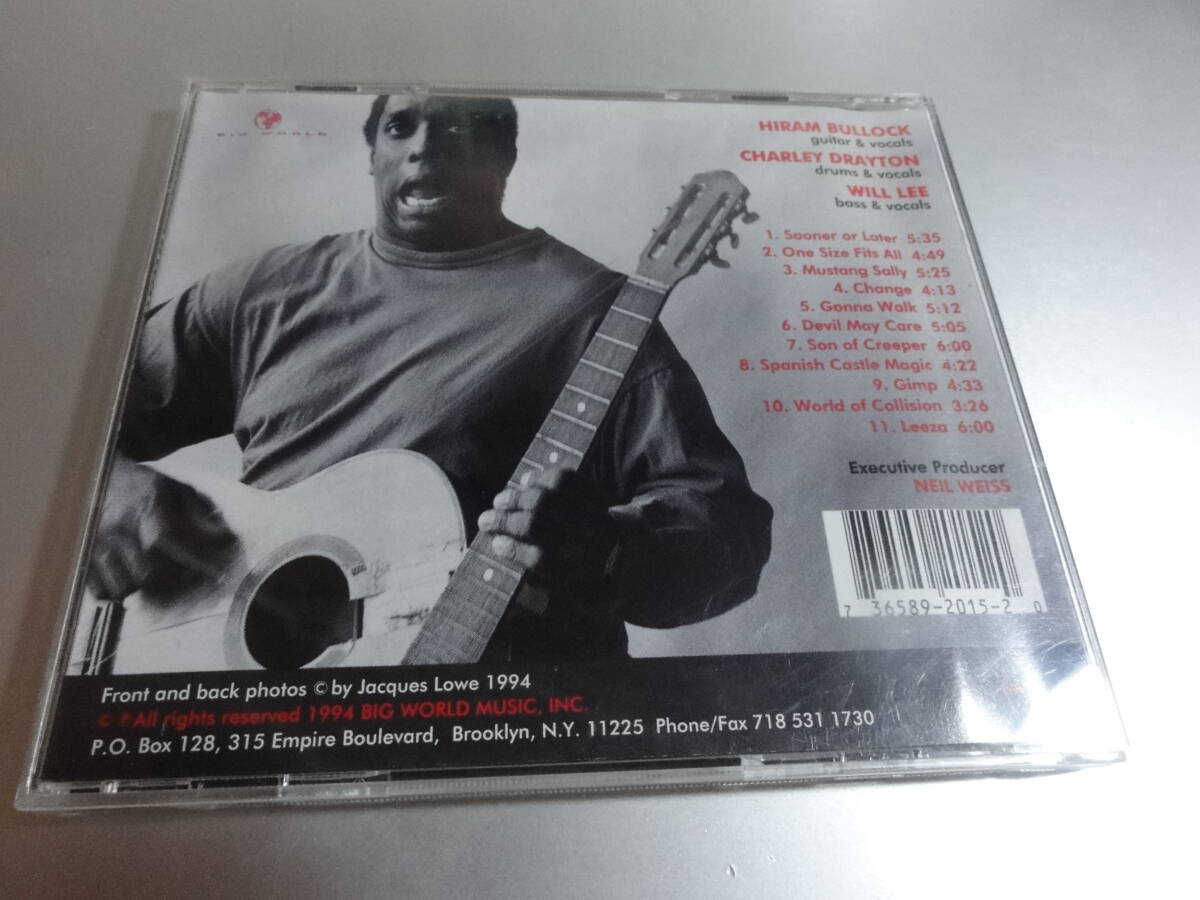 BIG WORLD
HIRAM BULLOCK
guitar & vocals
CHARLEY DRAYTON
drums & vocals
WILL LEE
bass & vocals
1. Sooner or Later 5:35
2. One Size Fits All 4:49
3. Mustang Sally 5:25
4. Change 4:13
5. Gonna Walk 5:12
6. Devil May Care 5:05
7. Son of Creeper 6:00
8. Spanish Castle Magic 4:22
9. Gimp 4:33
10. World of Collision 3:26
11. Leeza 6:00
Executive Producer
NEIL WEISS
7 36589-2015-2 0
Front and back photos © by Jacques Lowe 1994
© ℗ All rights reserved 1994 BIG WORLD MUSIC, INC.
P.O. Box 128, 315 Empire Boulevard, Brooklyn, N.Y. 11225 Phone/Fax 718 531 1730